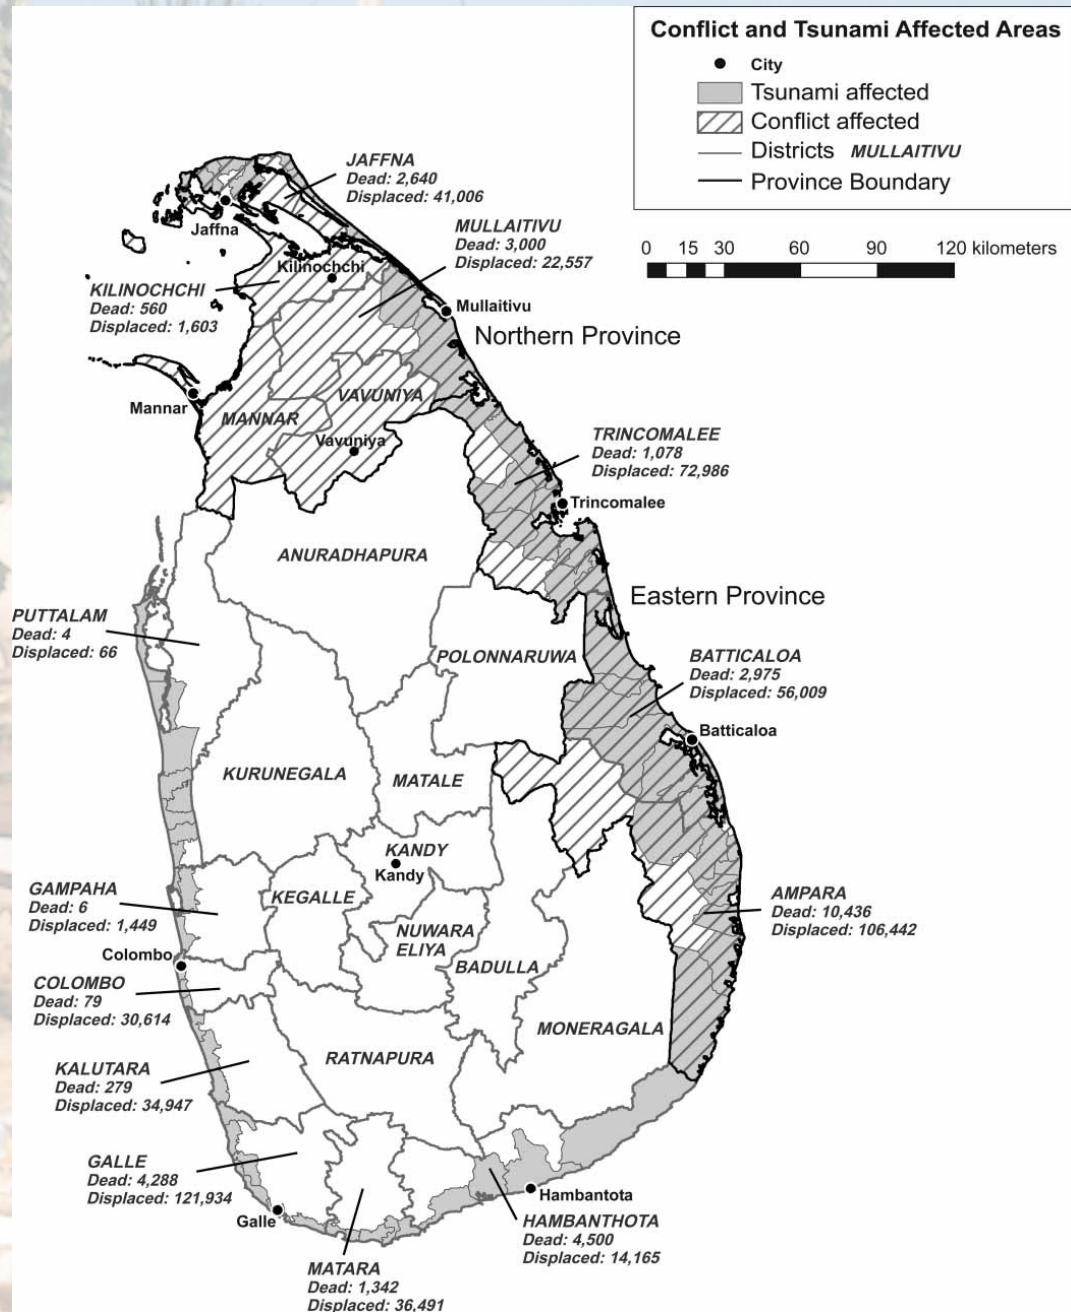 Conflict and Tsunami Affected Areas
City
Tsunami affected
Conflict affected
Districts MULLAITIVU
Province Boundary
0 15 30 60 90 120 kilometers
JAFFNA
Dead: 2,640
Displaced: 41,006
Jaffna
MULLAITIVU
Dead: 3,000
Displaced: 22,557
Kilinochchi
KILINOCHCHI
Dead: 560
Displaced: 1,603
Mullaitivu
Northern Province
Mannar
MANNAR
VAVUNIYA
Vavuniya
TRINCOMALEE
Dead: 1,078
Displaced: 72,986
Trincomalee
ANURADHAPURA
Eastern Province
PUTTALAM
Dead: 4
Displaced: 66
POLONNARUWA
BATTICALOA
Dead: 2,975
Displaced: 56,009
Batticaloa
KURUNEGALA
MATALE
KANDY
Kandy
GAMPAHA
Dead: 6
Displaced: 1,449
KEGALLE
AMPARA
Dead: 10,436
Displaced: 106,442
NUWARA
ELIYA
Colombo
BADULLA
COLOMBO
Dead: 79
Displaced: 30,614
MONERAGALA
RATNAPURA
KALUTARA
Dead: 279
Displaced: 34,947
GALLE
Dead: 4,288
Displaced: 121,934
Galle
Hambantota
HAMBANTHOTA
Dead: 4,500
Displaced: 14,165
MATARA
Dead: 1,342
Displaced: 36,491